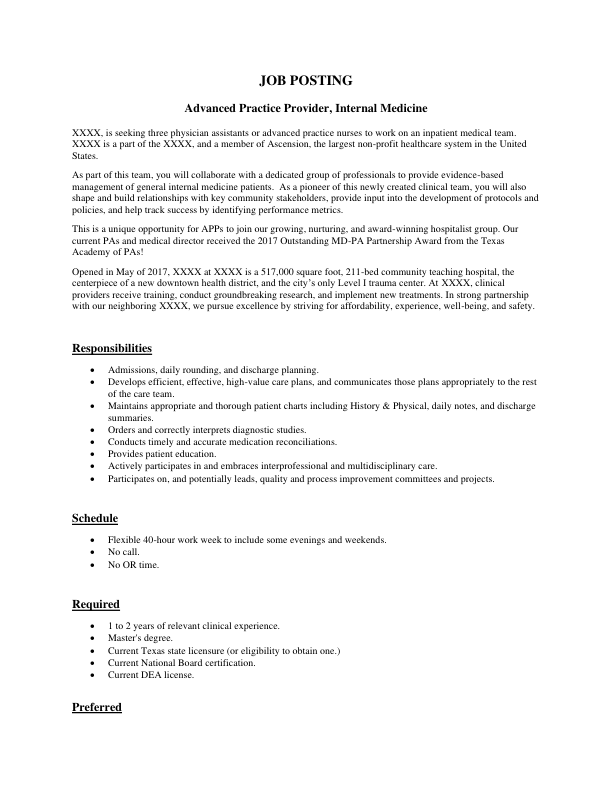 JOB POSTING
Advanced Practice Provider, Internal Medicine
XXXX, is seeking three physician assistants or advanced practice nurses to work on an inpatient medical team.
XXXX is a part of the XXXX, and a member of Ascension, the largest non-profit healthcare system in the United
States.
As part of this team, you will collaborate with a dedicated group of professionals to provide evidence-based
management of general internal medicine patients.  As a pioneer of this newly created clinical team, you will also
shape and build relationships with key community stakeholders, provide input into the development of protocols and
policies, and help track success by identifying performance metrics.
This is a unique opportunity for APPs to join our growing, nurturing, and award-winning hospitalist group. Our
current PAs and medical director received the 2017 Outstanding MD-PA Partnership Award from the Texas
Academy of PAs!
Opened in May of 2017, XXXX at XXXX is a 517,000 square foot, 211-bed community teaching hospital, the
centerpiece of a new downtown health district, and the city's only Level I trauma center. At XXXX, clinical
providers receive training, conduct groundbreaking research, and implement new treatments. In strong partnership
with our neighboring XXXX, we pursue excellence by striving for affordability, experience, well-being, and safety.
Responsibilities
• Admissions, daily rounding, and discharge planning.
• Develops efficient, effective, high-value care plans, and communicates those plans appropriately to the rest
of the care team.
• Maintains appropriate and thorough patient charts including History & Physical, daily notes, and discharge
summaries.
• Orders and correctly interprets diagnostic studies.
• Conducts timely and accurate medication reconciliations.
• Provides patient education.
• Actively participates in and embraces interprofessional and multidisciplinary care.
• Participates on, and potentially leads, quality and process improvement committees and projects.
Schedule
• Flexible 40-hour work week to include some evenings and weekends.
• No call.
• No OR time.
Required
• 1 to 2 years of relevant clinical experience.
• Master's degree.
• Current Texas state licensure (or eligibility to obtain one.)
• Current National Board certification.
• Current DEA license.
Preferred